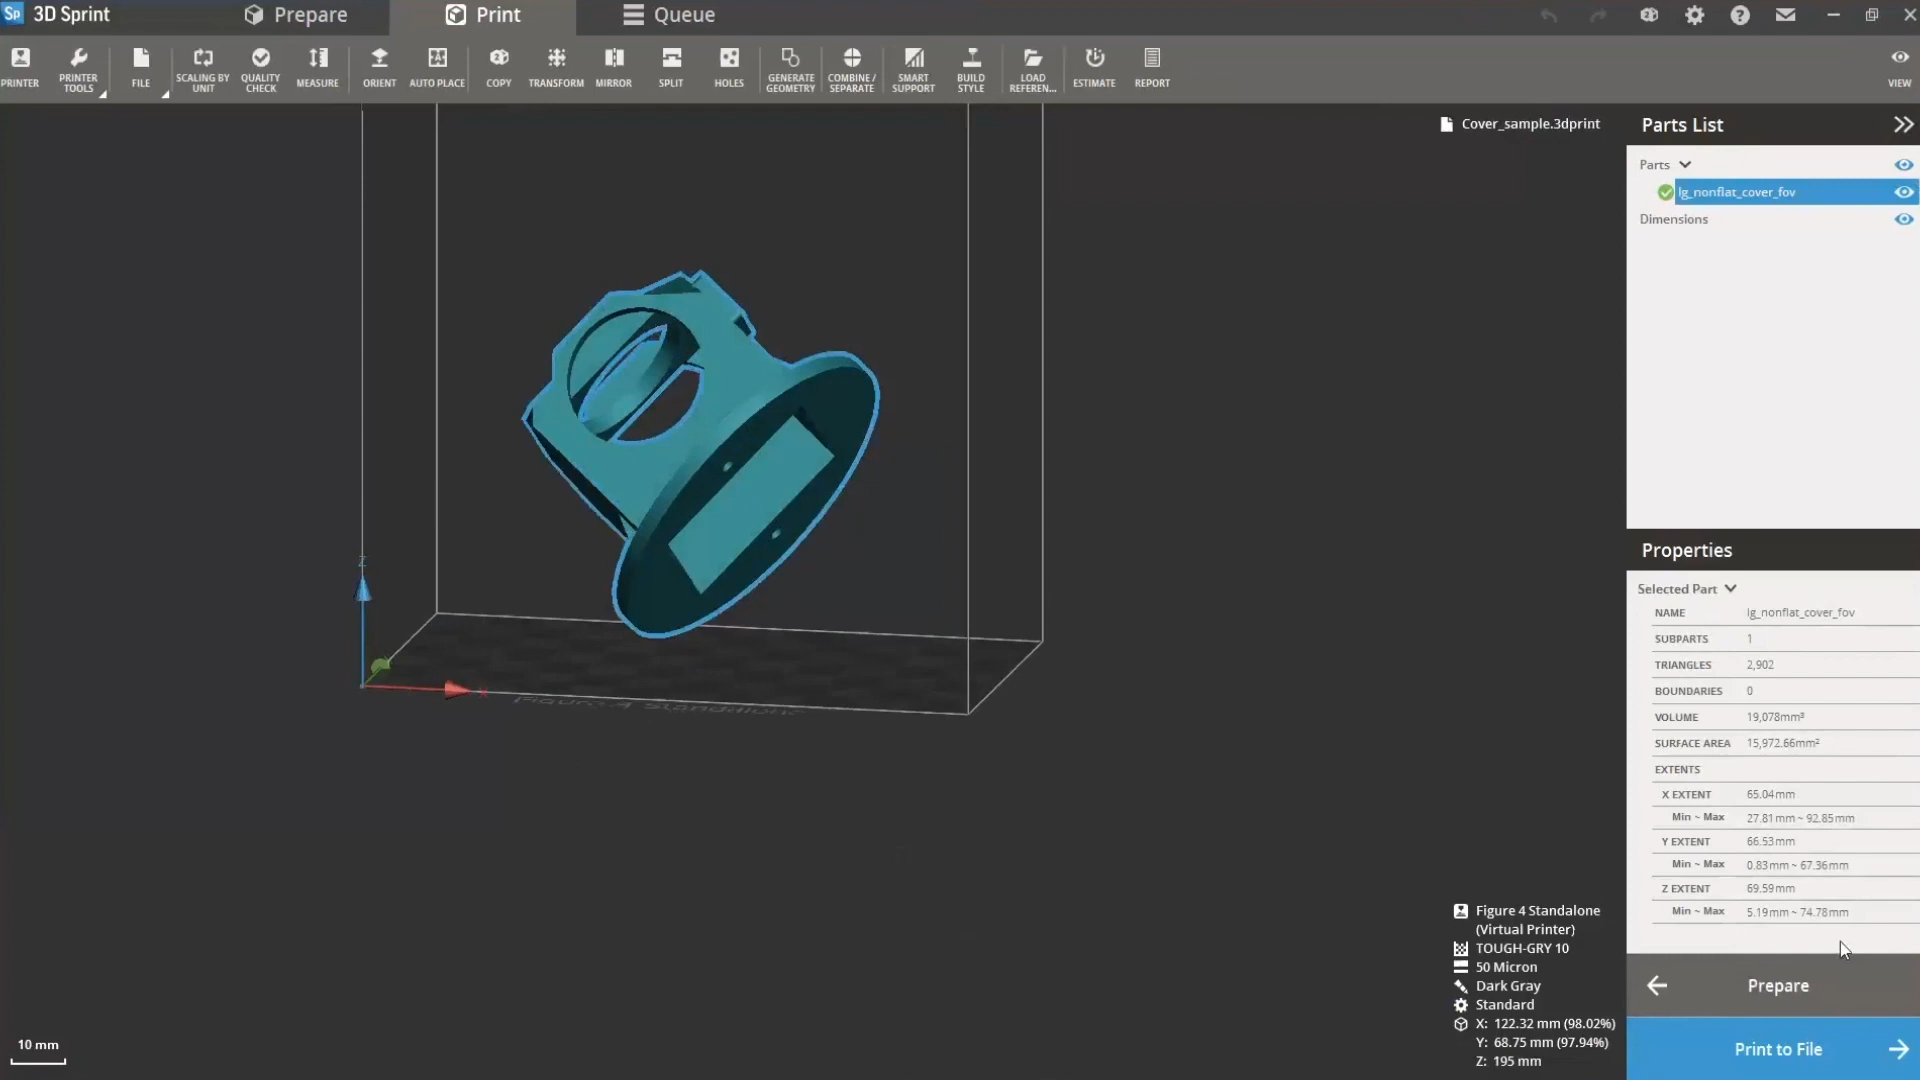 Sp 3D Sprint
Prepare
Print
Queue
PRINTER
PRINTER TOOLS
FILE
SCALING BY UNIT
QUALITY CHECK
MEASURE
ORIENT
AUTO PLACE
COPY
TRANSFORM
MIRROR
SPLIT
HOLES
GENERATE GEOMETRY
COMBINE / SEPARATE
SMART SUPPORT
BUILD STYLE
LOAD REFEREN...
ESTIMATE
REPORT
VIEW
Cover_sample.3dprint
Parts List
Parts
lg_nonflat_cover_fov
Dimensions
Z
X
Figure 4 Standalone
Properties
Selected Part
NAME lg_nonflat_cover_fov
SUBPARTS 1
TRIANGLES 2,902
BOUNDARIES 0
VOLUME 19,078mm³
SURFACE AREA 15,972.66mm²
EXTENTS
X EXTENT 65.04mm
Min ~ Max 27.81mm ~ 92.85mm
Y EXTENT 66.53mm
Min ~ Max 0.83mm ~ 67.36mm
Z EXTENT 69.59mm
Min ~ Max 5.19mm ~ 74.78mm
Figure 4 Standalone
(Virtual Printer)
TOUGH-GRY 10
50 Micron
Dark Gray
Standard
X: 122.32 mm (98.02%)
Y: 68.75 mm (97.94%)
Z: 195 mm
10 mm
Prepare
Print to File